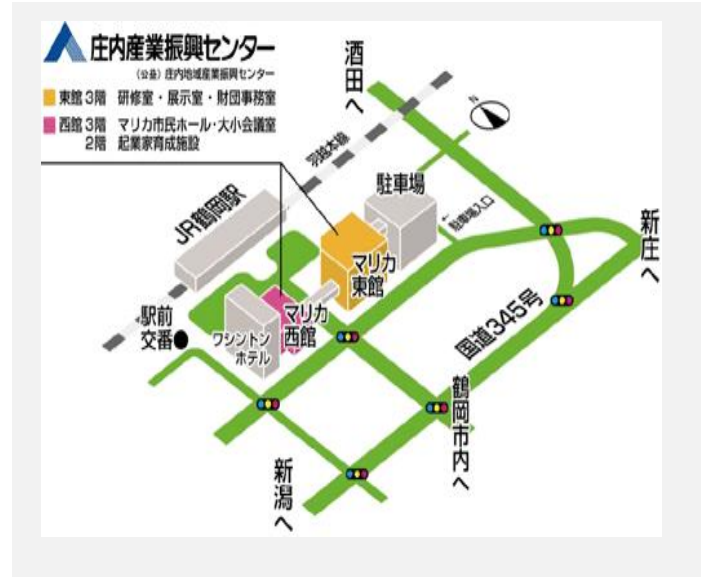 庄内産業振興センター
(公益)庄内地域産業振興センター
東館3階 研修室・展示室・財団事務室
西館3階 マリカ市民ホール・大小会議室
2階 起業家育成施設
酒田へ
N
羽越本線
駐車場
←駐車場入口
JR鶴岡駅
新庄へ
マリカ
東館
マリカ
西館
駅前
交番
ワシントン
ホテル
国道345号
鶴岡市内へ
新潟へ